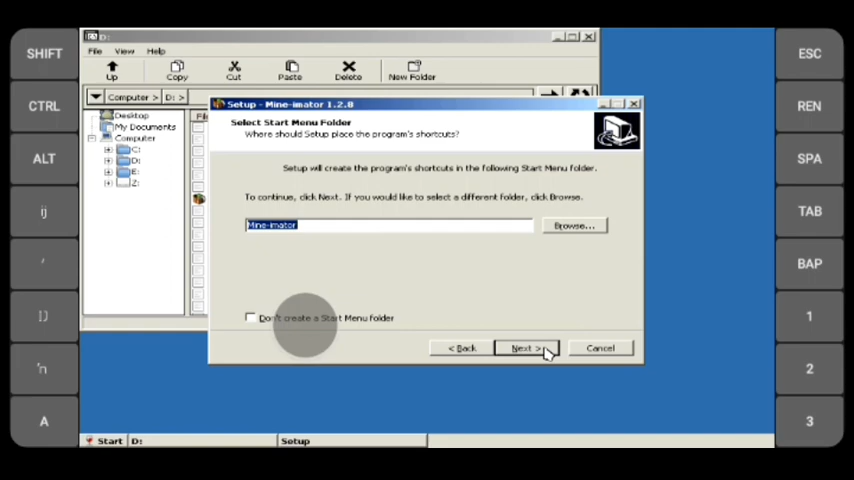 SHIFT
CTRL
ALT
ij
'
[]
'n
A
D:
File View Help
Up Copy Cut Paste Delete New Folder
Computer > D: >
Desktop
My Documents
Computer
C:
D:
E:
Z:
Setup - Mine-imator 1.2.8
Select Start Menu Folder
Where should Setup place the program's shortcuts?
Setup will create the program's shortcuts in the following Start Menu folder.
To continue, click Next. If you would like to select a different folder, click Browse.
Mine-imator
Browse...
Don't create a Start Menu folder
< Back Next > Cancel
Start D: Setup
ESC
REN
SPA
TAB
BAP
1
2
3